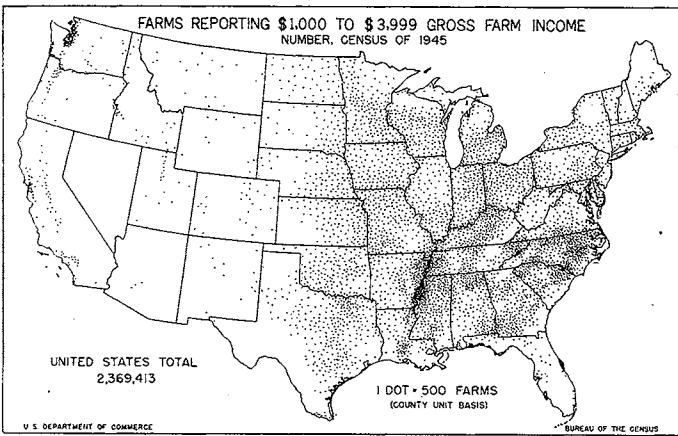 FARMS REPORTING $1,000 TO $3,999 GROSS FARM INCOME
NUMBER, CENSUS OF 1945
UNITED STATES TOTAL
2,369,413
1 DOT = 500 FARMS
(COUNTY UNIT BASIS)
U S. DEPARTMENT OF COMMERCE
BUREAU OF THE CENSUS